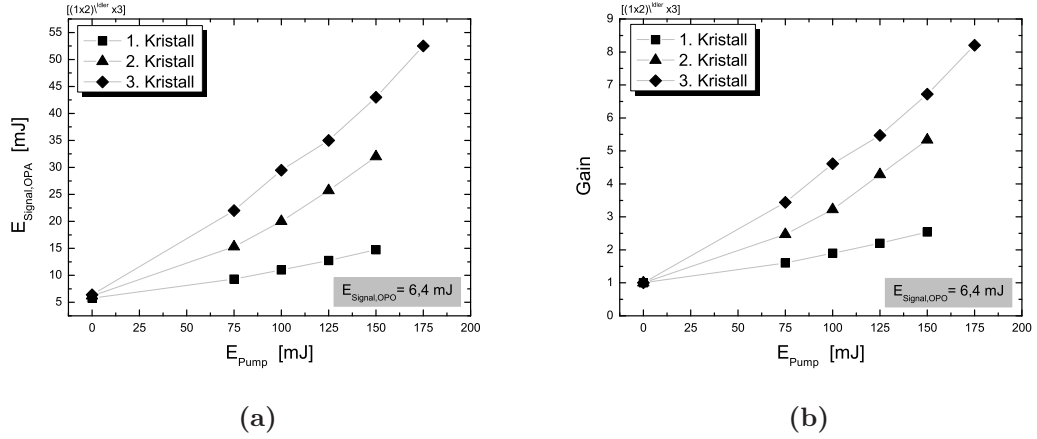 [(1x2)\Idler x3]
55
50
45
40
35
30
25
20
15
10
5
0 25 50 75 100 125 150 175 200
E_Signal,OPA [mJ]
E_Pump [mJ]
1. Kristall
2. Kristall
3. Kristall
E_Signal,OPO = 6,4 mJ
(a)
[(1x2)\Idler x3]
9
8
7
6
5
4
3
2
1
0
0 25 50 75 100 125 150 175 200
Gain
E_Pump [mJ]
1. Kristall
2. Kristall
3. Kristall
E_Signal,OPO = 6,4 mJ
(b)